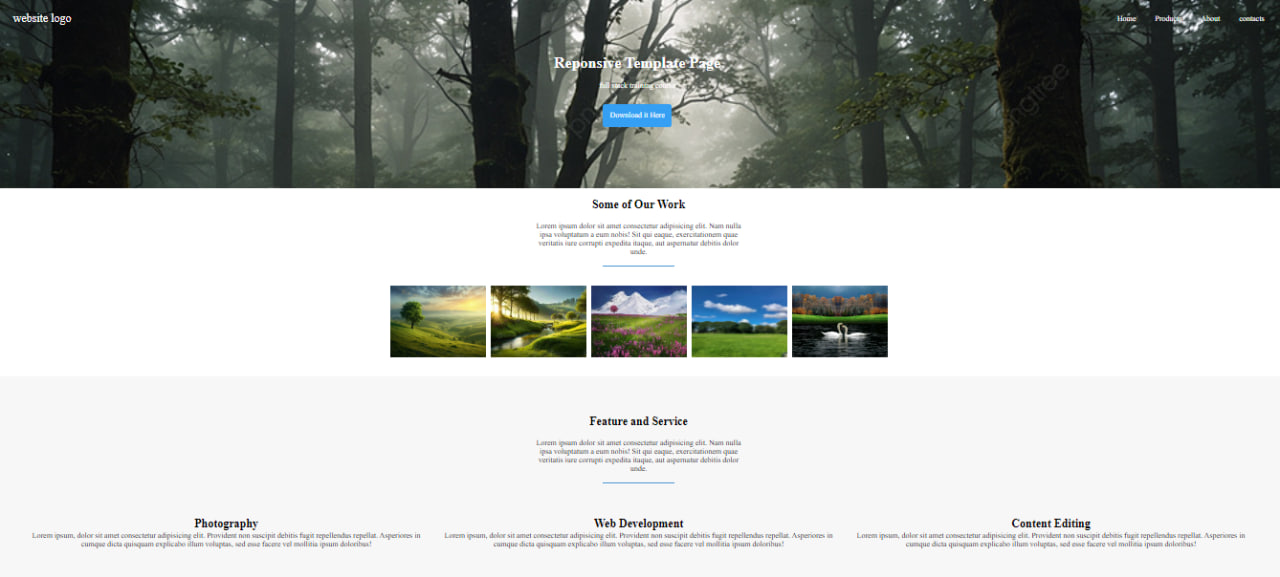 website logo
Home Products About contacts
Reponsive Template Page
full stack training course
Download it Here
Some of Our Work
Lorem ipsum dolor sit amet consectetur adipisicing elit. Nam nulla
ipsa voluptatum a eum nobis! Sit qui eaque, exercitationem quae
veritatis iure corrupti expedita itaque, aut aspernatur debitis dolor
unde.
Feature and Service
Lorem ipsum dolor sit amet consectetur adipisicing elit. Nam nulla
ipsa voluptatum a eum nobis! Sit qui eaque, exercitationem quae
veritatis iure corrupti expedita itaque, aut aspernatur debitis dolor
unde.
Photography
Lorem ipsum, dolor sit amet consectetur adipisicing elit. Provident non suscipit debitis fugit repellendus repellat. Asperiores in
cumque dicta quisquam explicabo illum voluptas, sed esse facere vel mollitia ipsum doloribus!
Web Development
Lorem ipsum, dolor sit amet consectetur adipisicing elit. Provident non suscipit debitis fugit repellendus repellat. Asperiores in
cumque dicta quisquam explicabo illum voluptas, sed esse facere vel mollitia ipsum doloribus!
Content Editing
Lorem ipsum, dolor sit amet consectetur adipisicing elit. Provident non suscipit debitis fugit repellendus repellat. Asperiores in
cumque dicta quisquam explicabo illum voluptas, sed esse facere vel mollitia ipsum doloribus!